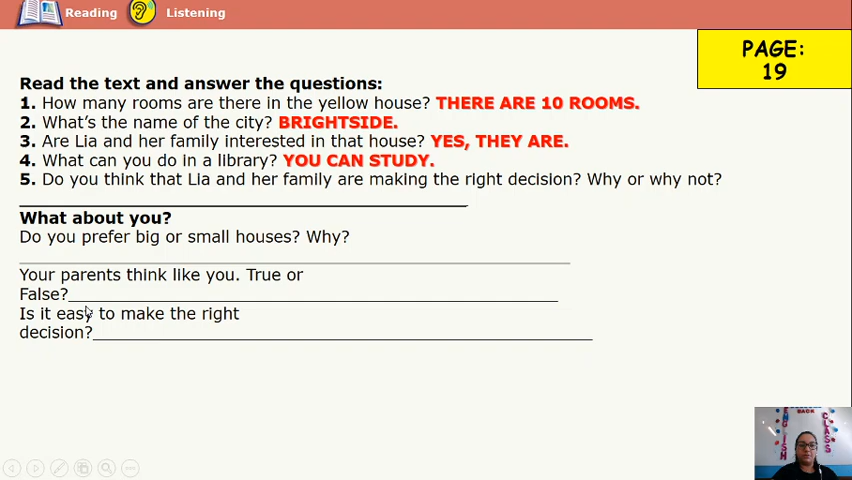 Reading Listening
PAGE:
19
Read the text and answer the questions:
1. How many rooms are there in the yellow house? THERE ARE 10 ROOMS.
2. What's the name of the city? BRIGHTSIDE.
3. Are Lia and her family interested in that house? YES, THEY ARE.
4. What can you do in a library? YOU CAN STUDY.
5. Do you think that Lia and her family are making the right decision? Why or why not?
What about you?
Do you prefer big or small houses? Why?
Your parents think like you. True or
False?
Is it easy to make the right
decision?
BACK
ENGLISH
CLASS